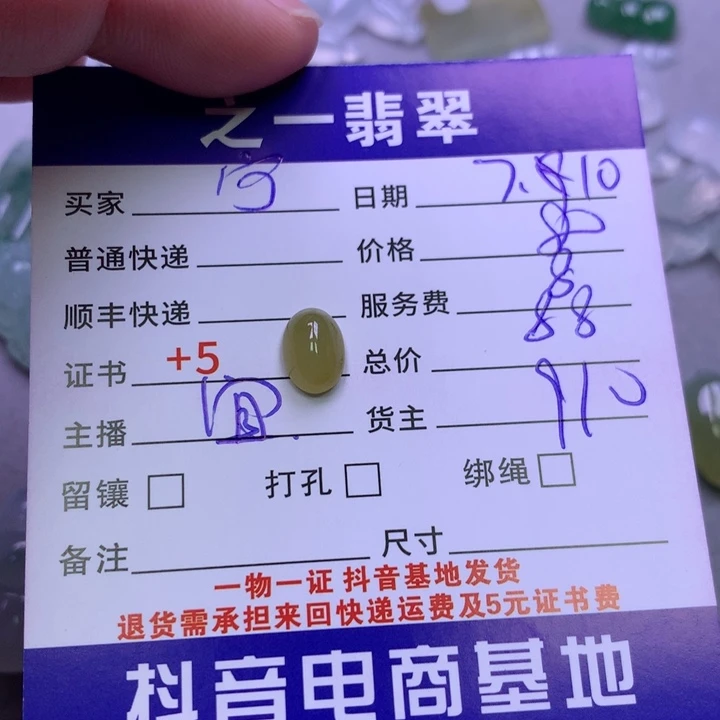 之一翡翠
买家 日期
普通快递 价格
顺丰快递 服务费 88
证书 +5 总价
主播 货主 910
留镶 打孔 绑绳
备注 尺寸
一物一证 抖音基地发货
退货需承担来回快递运费及5元证书费
抖音电商基地